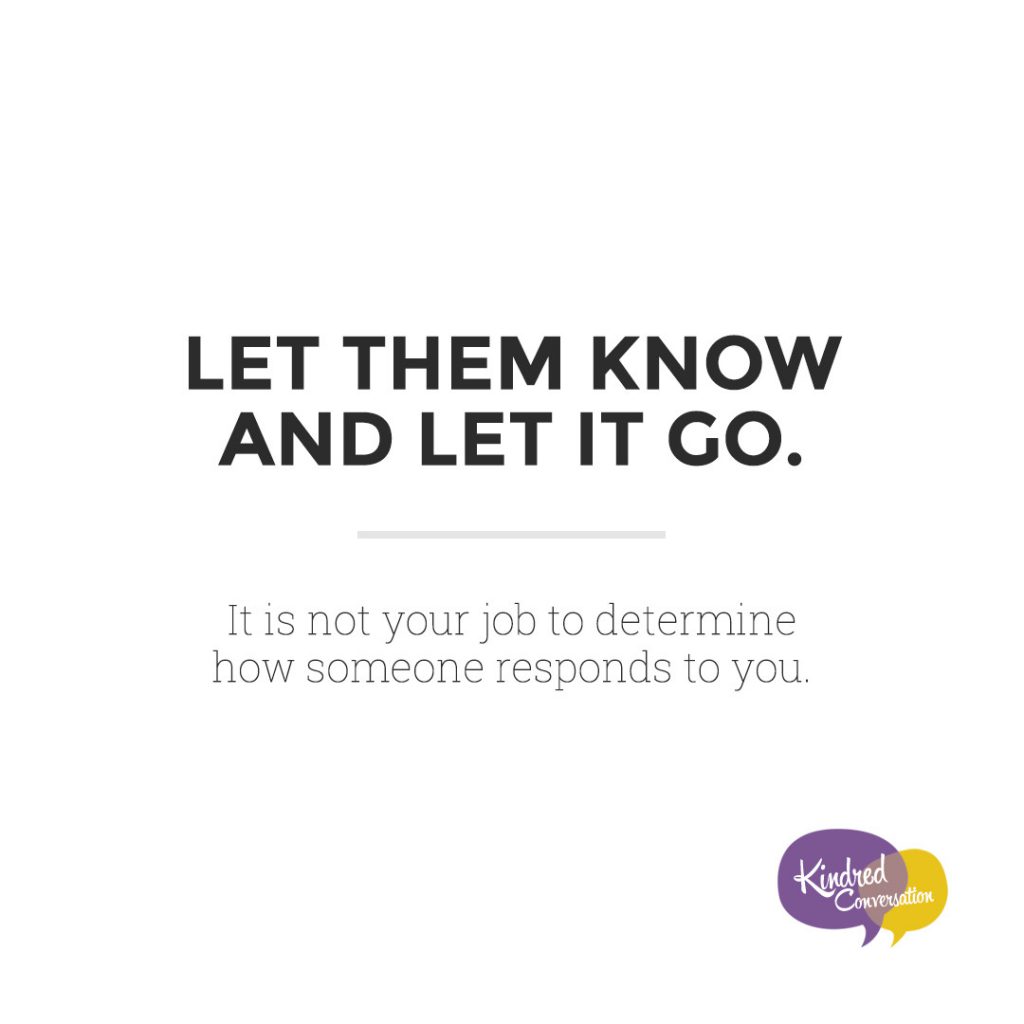 LET THEM KNOW
AND LET IT GO.
It is not your job to determine
how someone responds to you.
Kindred
Conversation